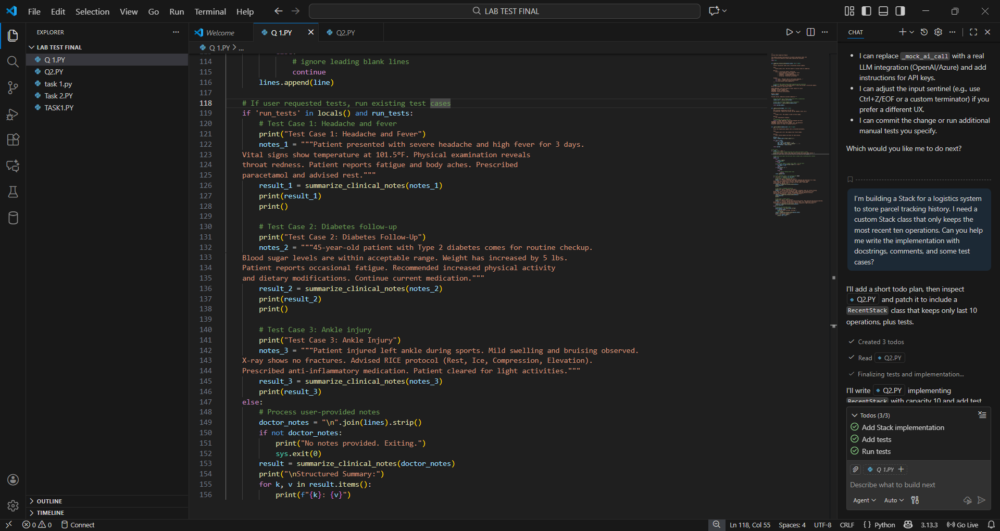 File Edit Selection View Go Run Terminal Help
LAB TEST FINAL
EXPLORER
LAB TEST FINAL
Q 1.PY
Q2.PY
task 1.py
Task 2.PY
TASK1.PY
OUTLINE
TIMELINE
Welcome
Q 1.PY
Q2.PY
Q 1.PY > ...
114 # ignore leading blank lines
115 continue
116 lines.append(line)
117
118 # If user requested tests, run existing test cases
119 if 'run_tests' in locals() and run_tests:
120 # Test Case 1: Headache and fever
121 print("Test Case 1: Headache and Fever")
122 notes_1 = """Patient presented with severe headache and high fever for 3 days.
123 Vital signs show temperature at 101.5°F. Physical examination reveals
124 throat redness. Patient reports fatigue and body aches. Prescribed
125 paracetamol and advised rest."""
126 result_1 = summarize_clinical_notes(notes_1)
127 print(result_1)
128 print()
129
130 # Test Case 2: Diabetes follow-up
131 print("Test Case 2: Diabetes Follow-Up")
132 notes_2 = """45-year-old patient with Type 2 diabetes comes for routine checkup.
133 Blood sugar levels are within acceptable range. Weight has increased by 5 lbs.
134 Patient reports occasional fatigue. Recommended increased physical activity
135 and dietary modifications. Continue current medication."""
136 result_2 = summarize_clinical_notes(notes_2)
137 print(result_2)
138 print()
139
140 # Test Case 3: Ankle injury
141 print("Test Case 3: Ankle Injury")
142 notes_3 = """Patient injured left ankle during sports. Mild swelling and bruising observed.
143 X-ray shows no fractures. Advised RICE protocol (Rest, Ice, Compression, Elevation).
144 Prescribed anti-inflammatory medication. Patient cleared for light activities."""
145 result_3 = summarize_clinical_notes(notes_3)
146 print(result_3)
147 else:
148 # Process user-provided notes
149 doctor_notes = "\n".join(lines).strip()
150 if not doctor_notes:
151 print("No notes provided. Exiting.")
152 sys.exit(0)
153 result = summarize_clinical_notes(doctor_notes)
154 print("\nStructured Summary:")
155 for k, v in result.items():
156 print(f"{k}: {v}")
CHAT
• I can replace _mock_ai_call with a real
LLM integration (OpenAI/Azure) and add
instructions for API keys.
• I can adjust the input sentinel (e.g., use
Ctrl+Z/EOF or a custom terminator) if you
prefer a different UX.
• I can commit the change or run additional
manual tests you specify.
Which would you like me to do next?
I'm building a Stack for a logistics system
to store parcel tracking history. I need a
custom Stack class that only keeps the
most recent ten operations. Can you help
me write the implementation with
docstrings, comments, and some test
cases?
I'll add a short todo plan, then inspect
Q2.PY and patch it to include a
RecentStack class that keeps only last 10
operations, plus tests.
Created 3 todos
Read Q2.PY
Finalizing tests and implementation...
I'll write Q2.PY implementing
RecentStack with capacity 10 and add test
Todos (3/3)
Add Stack implementation
Add tests
Run tests
Q 1.PY +
Describe what to build next
Agent Auto
0 0 Connect
Ln 118, Col 55 Spaces: 4 UTF-8 CRLF { } Python 3.13.3 Go Live